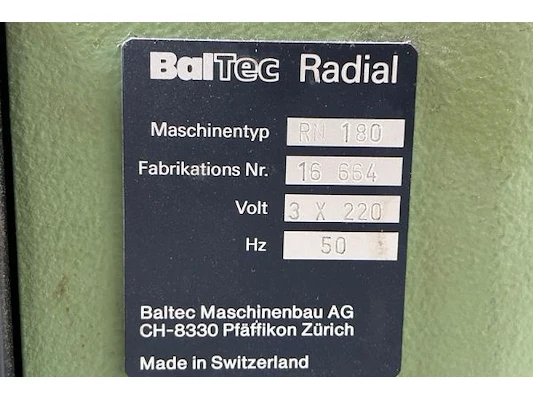 BalTec Radial
Maschinentyp RN 180
Fabrikations Nr. 16 664
Volt 3 X 220
Hz 50
Baltec Maschinenbau AG
CH-8330 Pfäffikon Zürich
Made in Switzerland